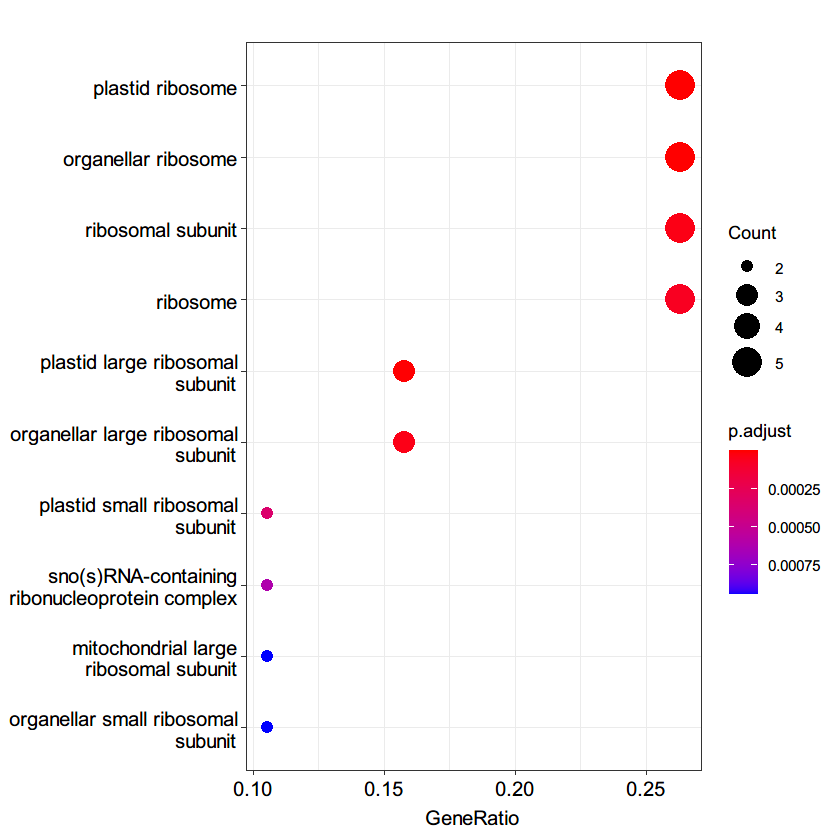 plastid ribosome
organellar ribosome
ribosomal subunit
ribosome
plastid large ribosomal
subunit
organellar large ribosomal
subunit
plastid small ribosomal
subunit
sno(s)RNA-containing
ribonucleoprotein complex
mitochondrial large
ribosomal subunit
organellar small ribosomal
subunit
0.10 0.15 0.20 0.25
GeneRatio
Count
2
3
4
5
p.adjust
0.00025
0.00050
0.00075